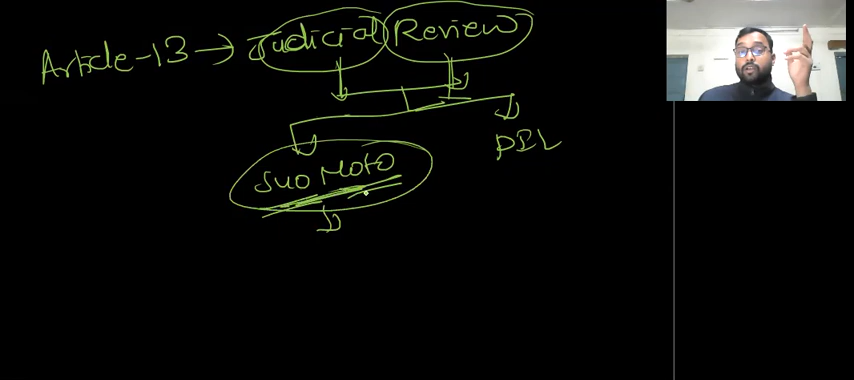 Article-13 → Judicial Review
PIL
Suo Moto